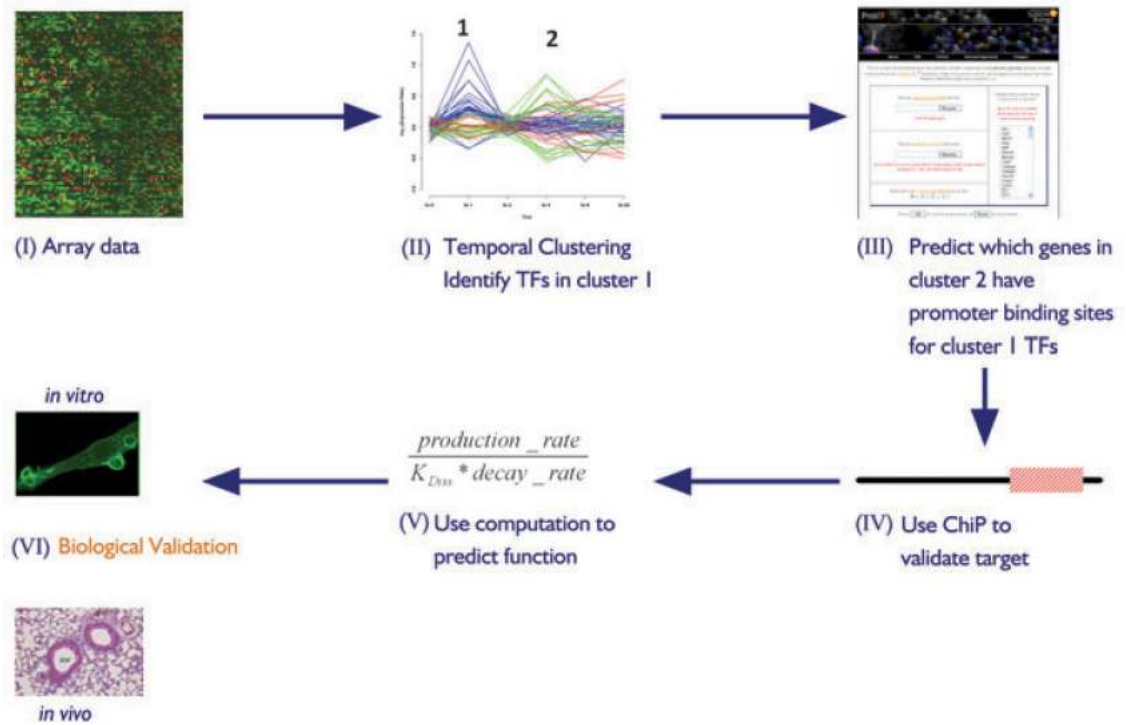 1
2
(I) Array data
(II) Temporal Clustering
Identify TFs in cluster 1
(III) Predict which genes in
cluster 2 have
promoter binding sites
for cluster 1 TFs
in vitro
production_rate
K_Diss * decay_rate
(VI) Biological Validation
(V) Use computation to
predict function
(IV) Use ChiP to
validate target
in vivo